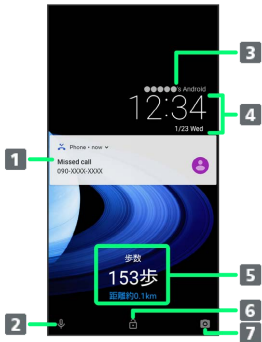 3
●●●●●s Android
12:34
4
1/23 Wed
Phone • now
1
Missed call
090-XXXX-XXXX
歩数
153歩
5
距離約0.1km
6
2
7